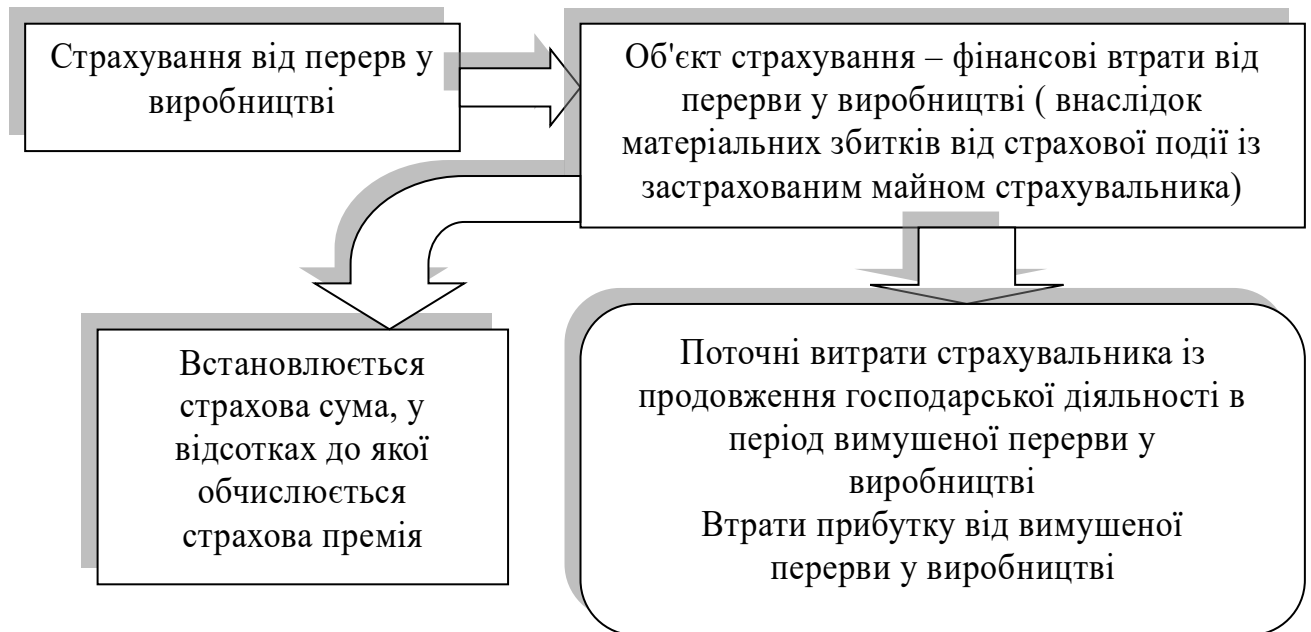 Страхування від перерв у
виробництві
Об'єкт страхування – фінансові втрати від
перерви у виробництві ( внаслідок
матеріальних збитків від страхової події із
застрахованим майном страхувальника)
Встановлюється
страхова сума, у
відсотках до якої
обчислюється
страхова премія
Поточні витрати страхувальника із
продовження господарської діяльності в
період вимушеної перерви у
виробництві
Втрати прибутку від вимушеної
перерви у виробництві